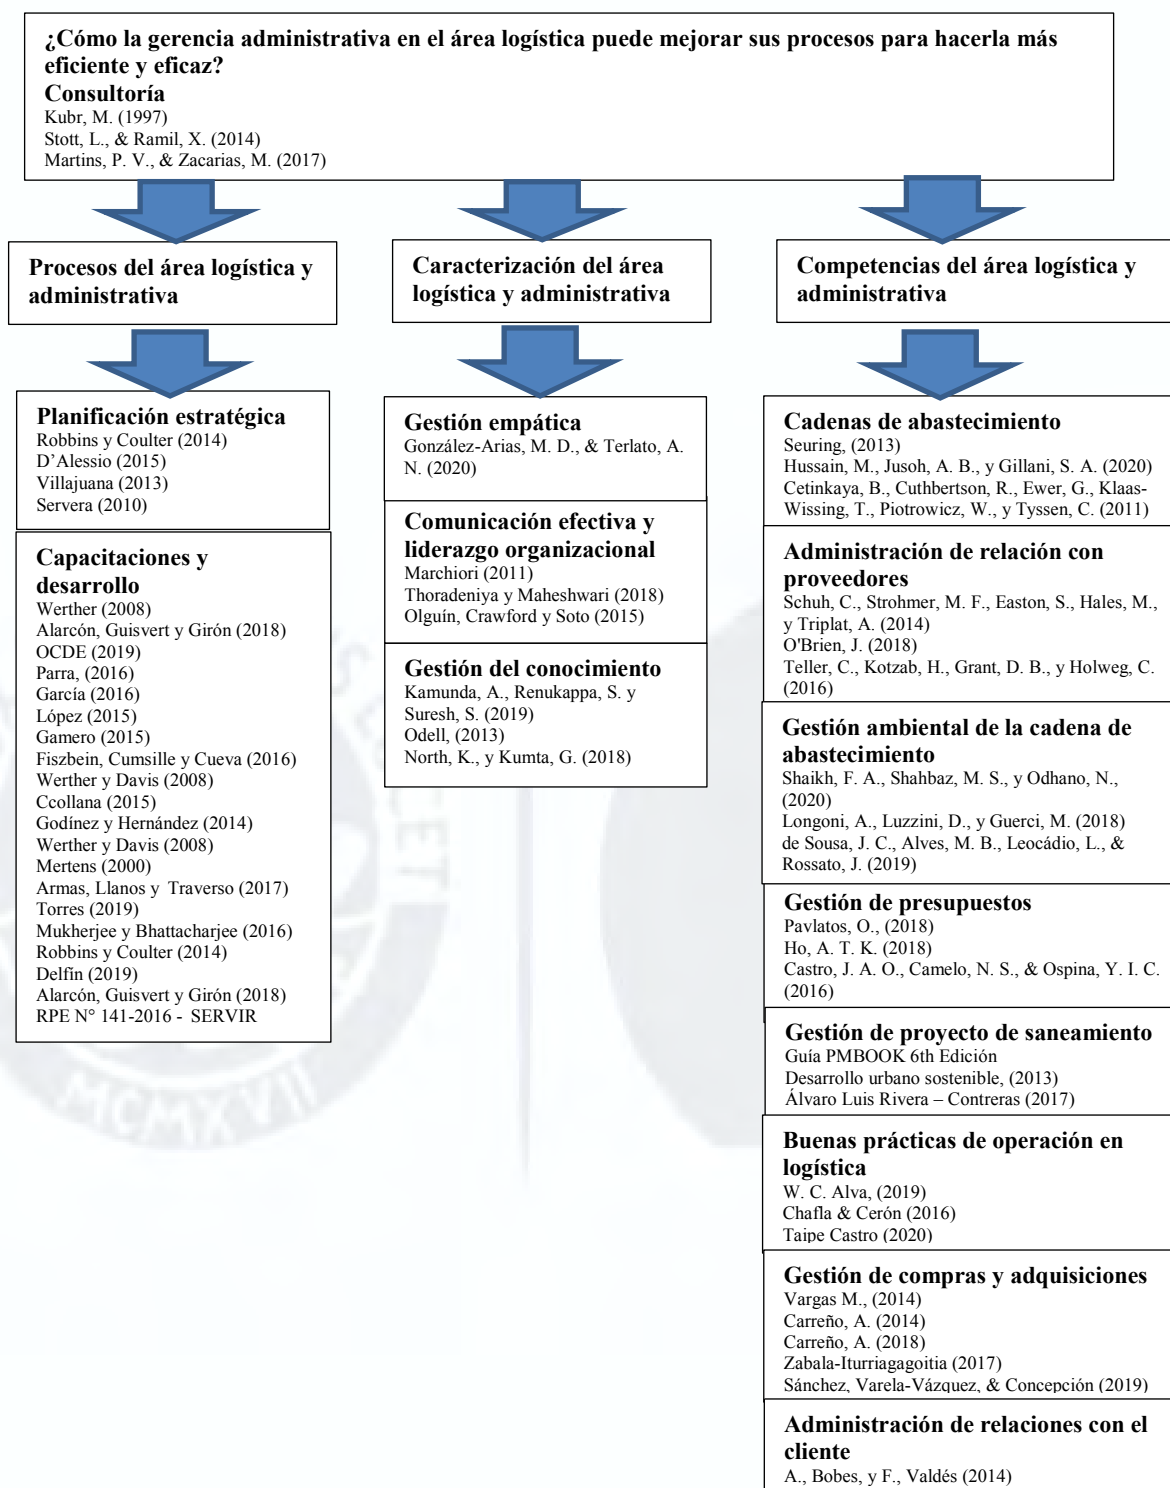 ¿Cómo la gerencia administrativa en el área logística puede mejorar sus procesos para hacerla más
eficiente y eficaz?
Consultoría
Kubr, M. (1997)
Stott, L., & Ramil, X. (2014)
Martins, P. V., & Zacarias, M. (2017)
Procesos del área logística y
administrativa
Planificación estratégica
Robbins y Coulter (2014)
D’Alessio (2015)
Villajuana (2013)
Servera (2010)
Capacitaciones y
desarrollo
Werther (2008)
Alarcón, Guisvert y Girón (2018)
OCDE (2019)
Parra, (2016)
García (2016)
López (2015)
Gamero (2015)
Fiszbein, Cumsille y Cueva (2016)
Werther y Davis (2008)
Ccollana (2015)
Godínez y Hernández (2014)
Werther y Davis (2008)
Mertens (2000)
Armas, Llanos y Traverso (2017)
Torres (2019)
Mukherjee y Bhattacharjee (2016)
Robbins y Coulter (2014)
Delfín (2019)
Alarcón, Guisvert y Girón (2018)
RPE N° 141-2016 - SERVIR
Caracterización del área
logística y administrativa
Gestión empática
González-Arias, M. D., & Terlato, A.
N. (2020)
Comunicación efectiva y
liderazgo organizacional
Marchiori (2011)
Thoradeniya y Maheshwari (2018)
Olguín, Crawford y Soto (2015)
Gestión del conocimiento
Kamunda, A., Renukappa, S. y
Suresh, S. (2019)
Odell, (2013)
North, K., y Kumta, G. (2018)
Competencias del área logística y
administrativa
Cadenas de abastecimiento
Seuring, (2013)
Hussain, M., Jusoh, A. B., y Gillani, S. A. (2020)
Cetinkaya, B., Cuthbertson, R., Ewer, G., Klaas-
Wissing, T., Piotrowicz, W., y Tyssen, C. (2011)
Administración de relación con
proveedores
Schuh, C., Strohmer, M. F., Easton, S., Hales, M.,
y Triplat, A. (2014)
O'Brien, J. (2018)
Teller, C., Kotzab, H., Grant, D. B., y Holweg, C.
(2016)
Gestión ambiental de la cadena de
abastecimiento
Shaikh, F. A., Shahbaz, M. S., y Odhano, N.,
(2020)
Longoni, A., Luzzini, D., y Guerci, M. (2018)
de Sousa, J. C., Alves, M. B., Leocádio, L., &
Rossato, J. (2019)
Gestión de presupuestos
Pavlatos, O., (2018)
Ho, A. T. K. (2018)
Castro, J. A. O., Camelo, N. S., & Ospina, Y. I. C.
(2016)
Gestión de proyecto de saneamiento
Guía PMBOOK 6th Edición
Desarrollo urbano sostenible, (2013)
Álvaro Luis Rivera – Contreras (2017)
Buenas prácticas de operación en
logística
W. C. Alva, (2019)
Chafla & Cerón (2016)
Taipe Castro (2020)
Gestión de compras y adquisiciones
Vargas M., (2014)
Carreño, A. (2014)
Carreño, A. (2018)
Zabala-Iturriagagoitia (2017)
Sánchez, Varela-Vázquez, & Concepción (2019)
Administración de relaciones con el
cliente
A., Bobes, y F., Valdés (2014)
MCMXVII